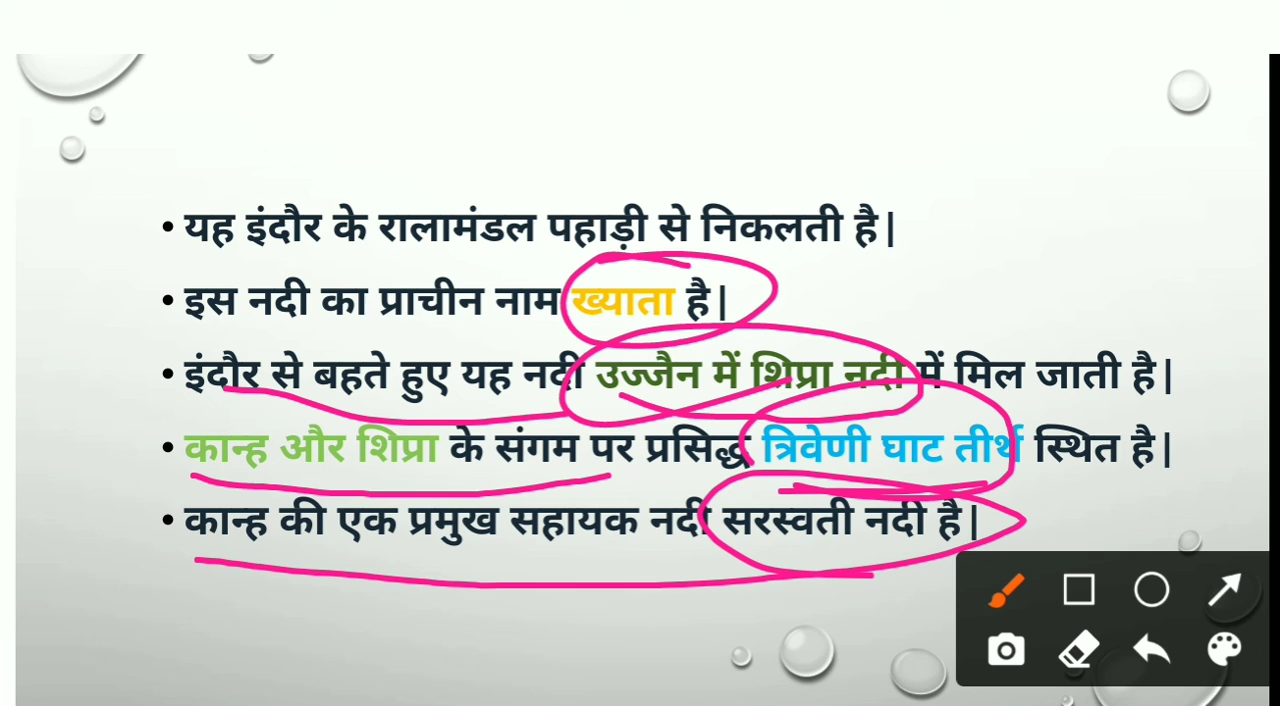 • यह इंदौर के रालामंडल पहाड़ी से निकलती है|
• इस नदी का प्राचीन नाम ख्याता है|
• इंदौर से बहते हुए यह नदी उज्जैन में शिप्रा नदी में मिल जाती है|
• कान्ह और शिप्रा के संगम पर प्रसिद्ध त्रिवेणी घाट तीर्थ स्थित है|
• कान्ह की एक प्रमुख सहायक नदी सरस्वती नदी है|